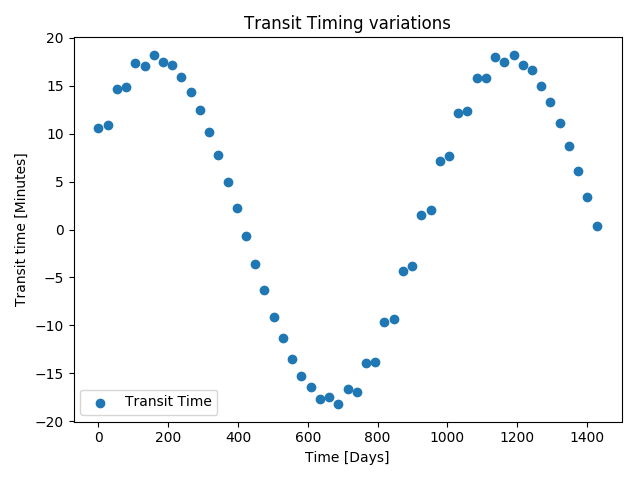 Transit Timing variations
20
15
10
5
0
−5
−10
−15
−20
Transit time [Minutes]
Transit Time
0 200 400 600 800 1000 1200 1400
Time [Days]